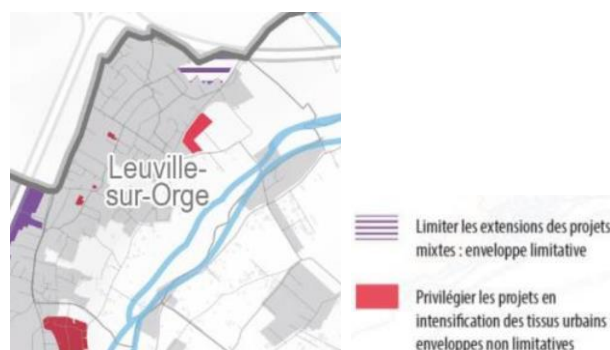 Leuville-
sur-Orge
Limiter les extensions des projets
mixtes : enveloppe limitative
Privilégier les projets en
intensification des tissus urbains
enveloppes non limitatives